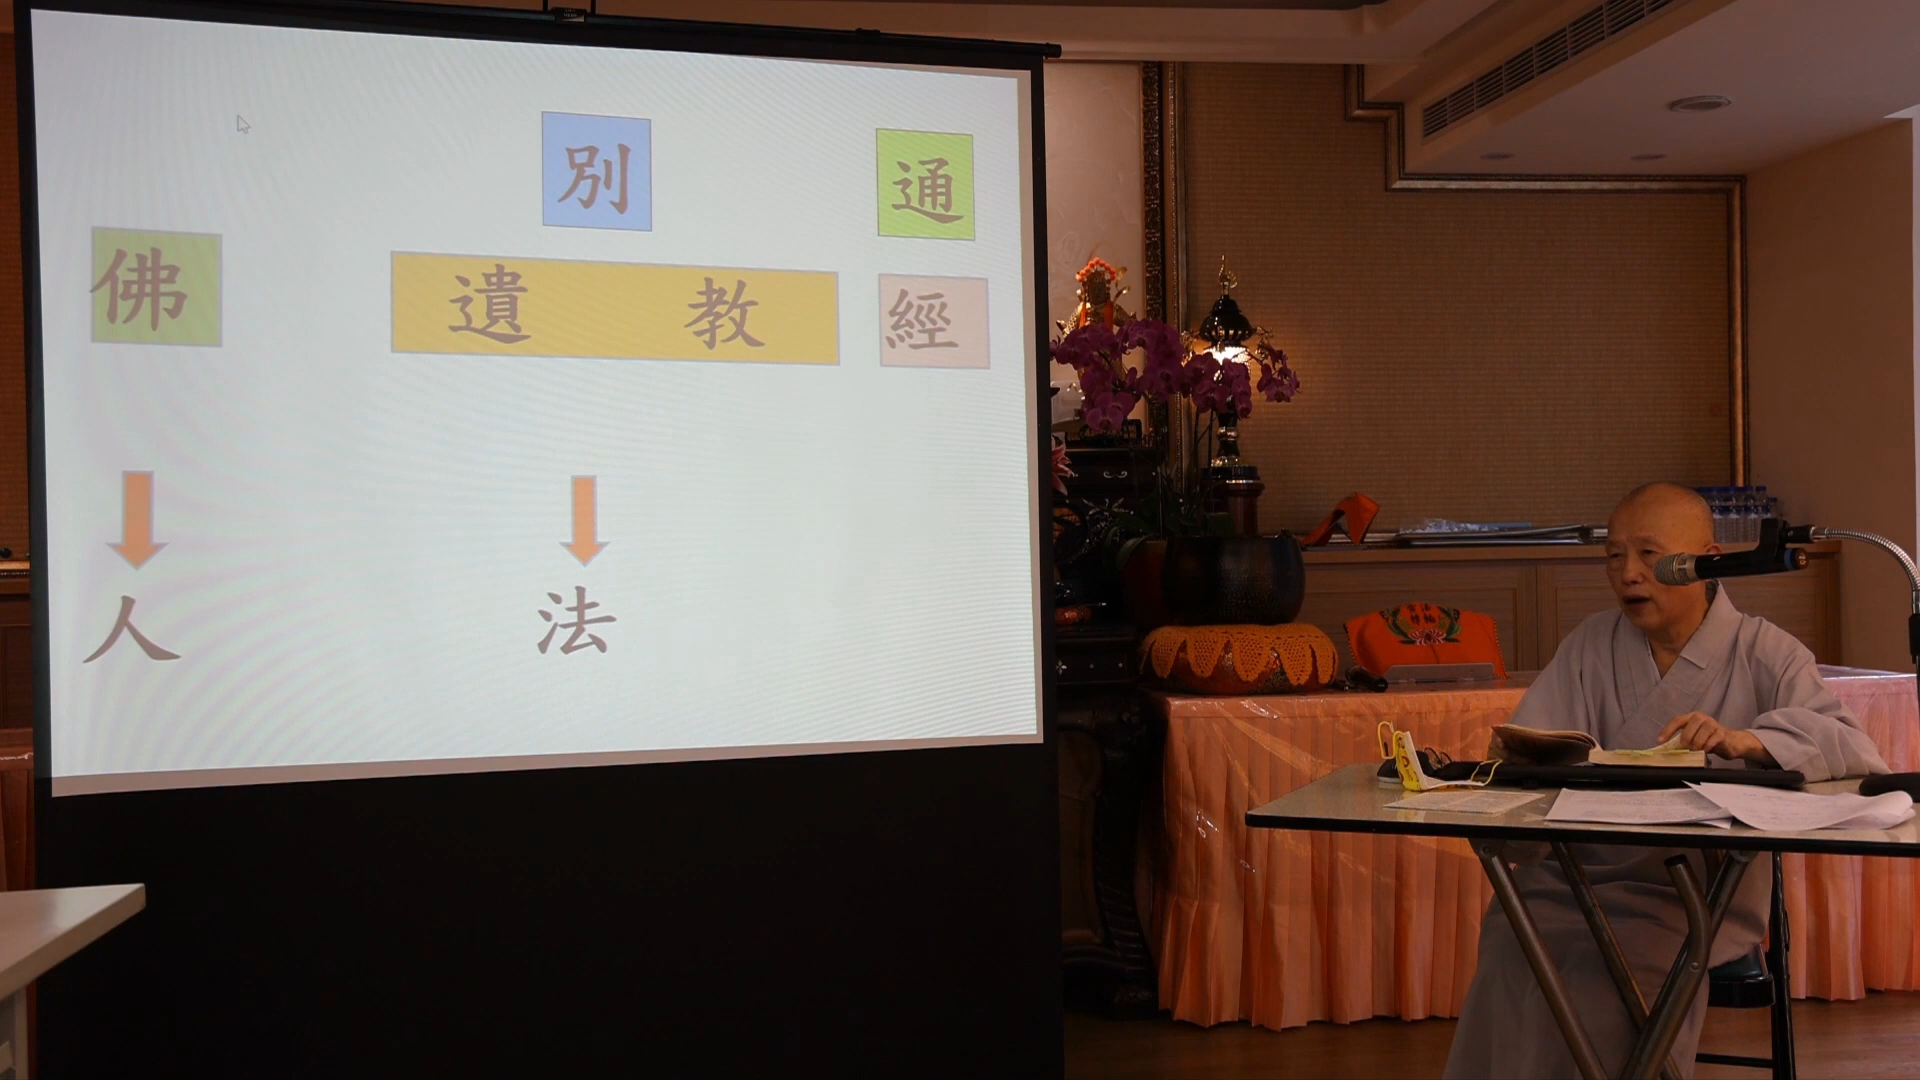 別 通
佛 遺 教 經
人 法